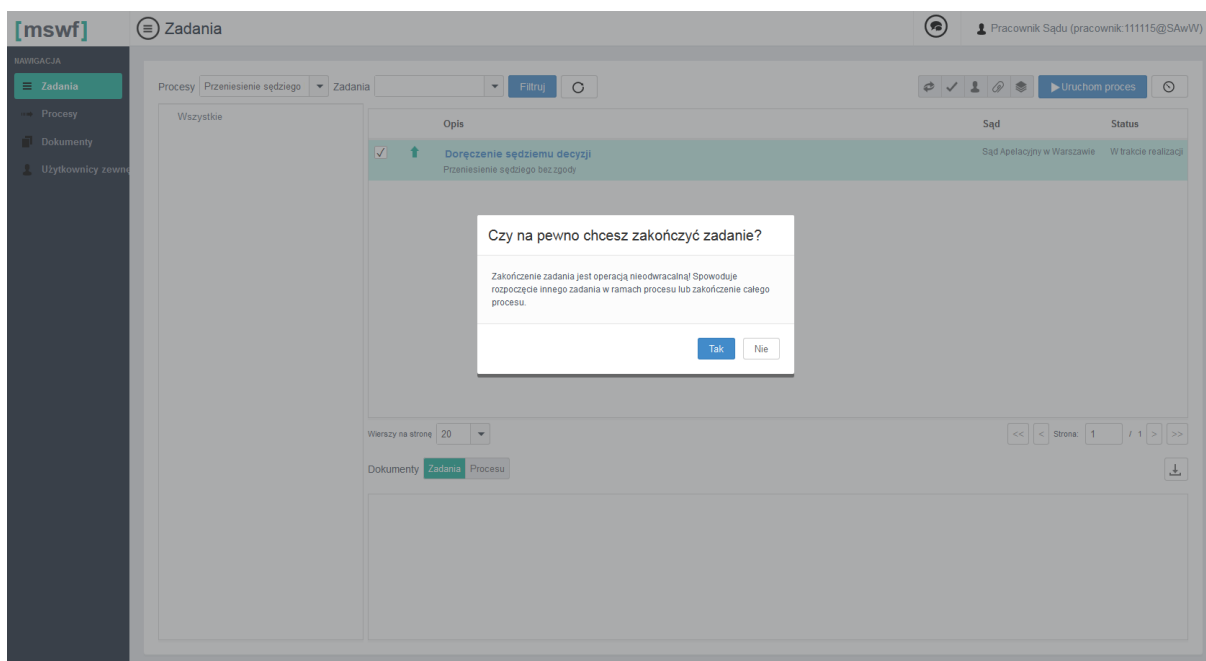 [mswf]
Zadania
Pracownik Sądu (pracownik.111115@SAwW)
NAWIGACJA
Zadania
Procesy
Dokumenty
Użytkownicy zewnę
Procesy Przeniesienie sędziego Zadania Filtruj Uruchom proces
Wszystkie
Opis Sąd Status
Doręczenie sędziemu decyzji Sąd Apelacyjny w Warszawie W trakcie realizacji
Przeniesienie sędziego bez zgody
Czy na pewno chcesz zakończyć zadanie?
Zakończenie zadania jest operacją nieodwracalną! Spowoduje
rozpoczęcie innego zadania w ramach procesu lub zakończenie całego
procesu.
Tak Nie
Wierszy na stronę 20 << < Strona: 1 / 1 > >>
Dokumenty Zadania Procesu